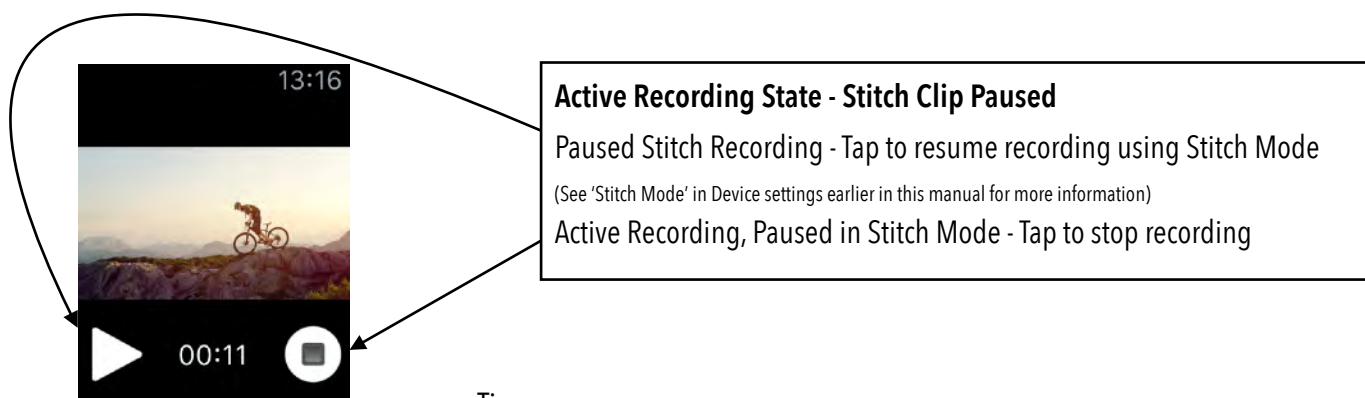 13:16
Active Recording State - Stitch Clip Paused
Paused Stitch Recording - Tap to resume recording using Stitch Mode
(See ‘Stitch Mode’ in Device settings earlier in this manual for more information)
Active Recording, Paused in Stitch Mode - Tap to stop recording
00:11